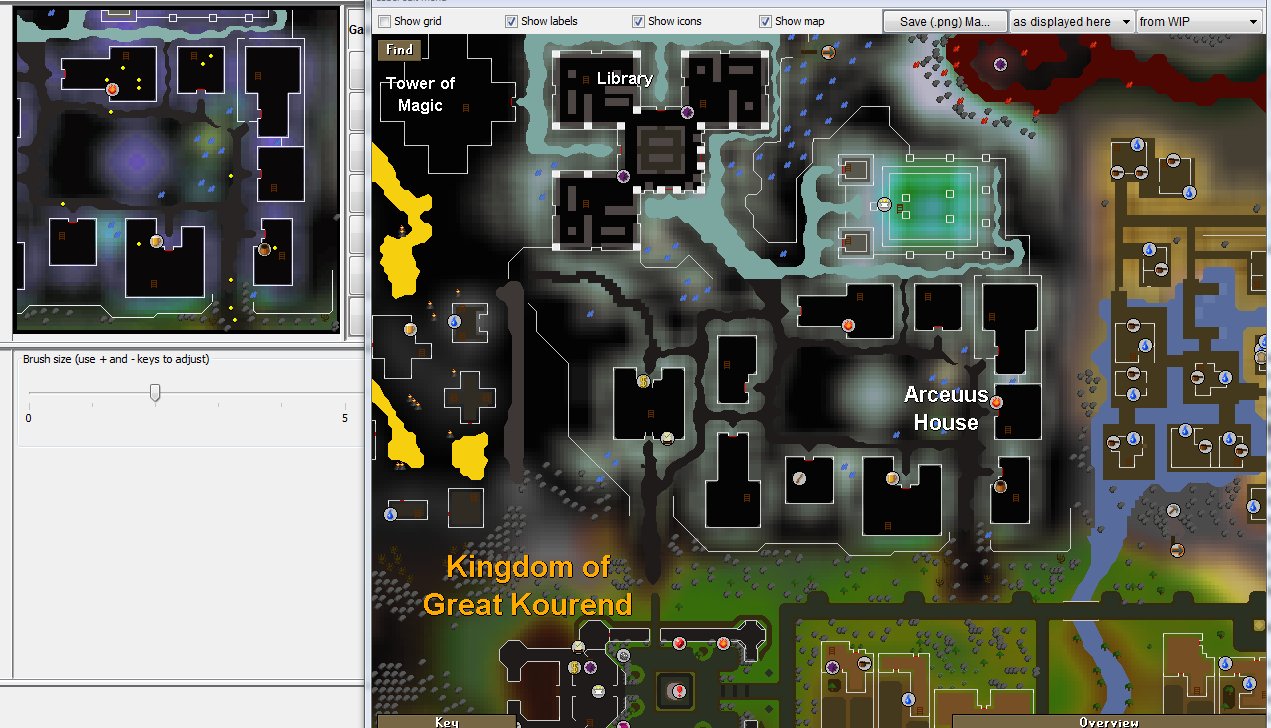 Show grid
Show labels
Show icons
Show map
Save (.png) Ma...
as displayed here
from WIP
Ga
Find
Tower of
Magic
Library
Brush size (use + and - keys to adjust)
0
5
Arceuus
House
Kingdom of
Great Kourend
Key
Overview